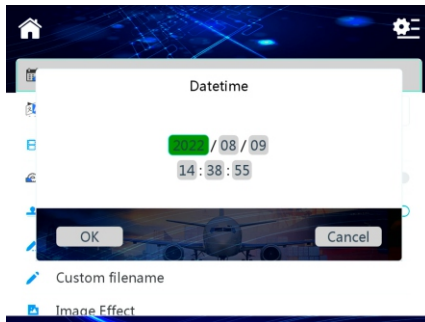 Datetime
2022 / 08 / 09
14 : 38 : 55
OK
Cancel
Custom filename
Image Effect